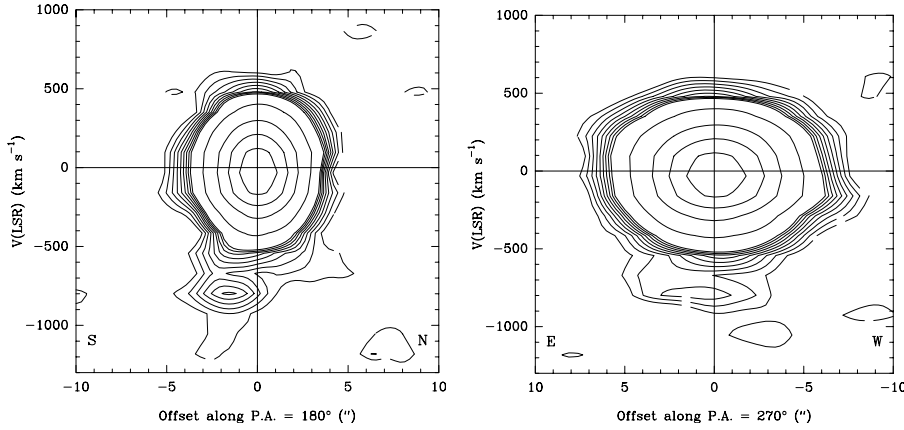 1000
500
0
−500
−1000
V(LSR) (km s⁻¹)
S
N
−10 −5 0 5 10
Offset along P.A. = 180° (″)
1000
500
0
−500
−1000
V(LSR) (km s⁻¹)
E
W
10 5 0 −5 −10
Offset along P.A. = 270° (″)